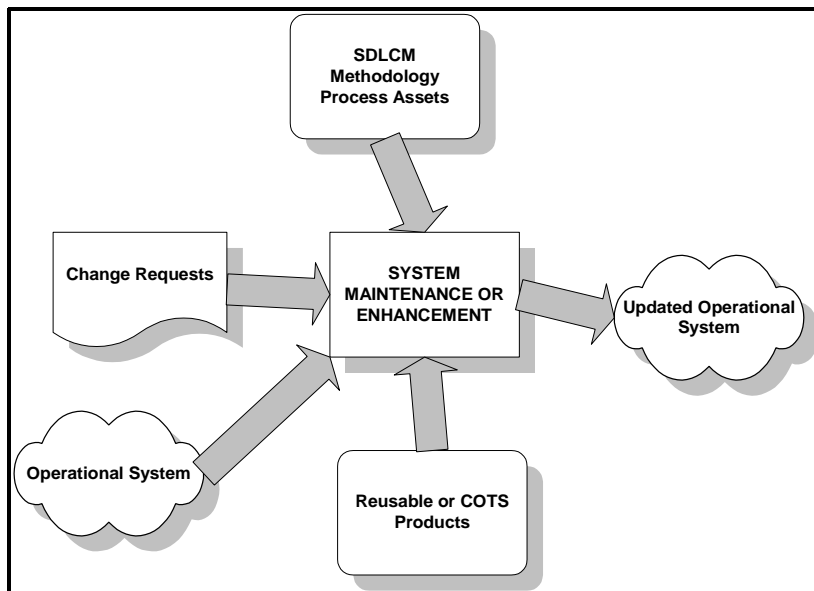 SDLCM
Methodology
Process Assets
Change Requests
SYSTEM
MAINTENANCE OR
ENHANCEMENT
Updated Operational
System
Operational System
Reusable or COTS
Products